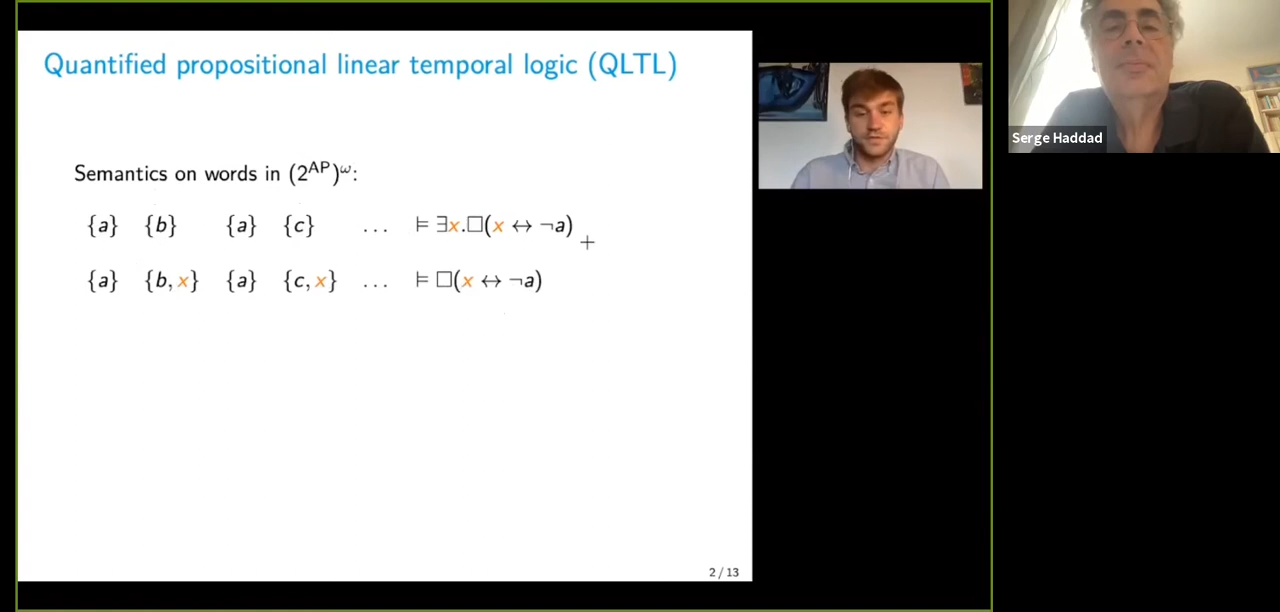 Quantified propositional linear temporal logic (QLTL)
Semantics on words in (2^AP)^ω:
{a} {b} {a} {c} ... ⊨ ∃x.□(x ↔ ¬a)
{a} {b, x} {a} {c, x} ... ⊨ □(x ↔ ¬a)
2 / 13
Serge Haddad